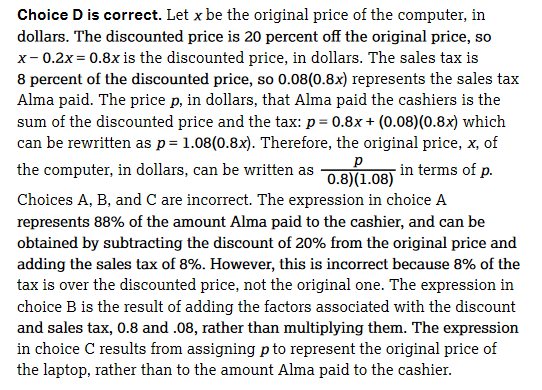 Choice D is correct. Let x be the original price of the computer, in
dollars. The discounted price is 20 percent off the original price, so
x – 0.2x = 0.8x is the discounted price, in dollars. The sales tax is
8 percent of the discounted price, so 0.08(0.8x) represents the sales tax
Alma paid. The price p, in dollars, that Alma paid the cashiers is the
sum of the discounted price and the tax: p = 0.8x + (0.08)(0.8x) which
can be rewritten as p = 1.08(0.8x). Therefore, the original price, x, of
the computer, in dollars, can be written as p / 0.8)(1.08) in terms of p.
Choices A, B, and C are incorrect. The expression in choice A
represents 88% of the amount Alma paid to the cashier, and can be
obtained by subtracting the discount of 20% from the original price and
adding the sales tax of 8%. However, this is incorrect because 8% of the
tax is over the discounted price, not the original one. The expression in
choice B is the result of adding the factors associated with the discount
and sales tax, 0.8 and .08, rather than multiplying them. The expression
in choice C results from assigning p to represent the original price of
the laptop, rather than to the amount Alma paid to the cashier.